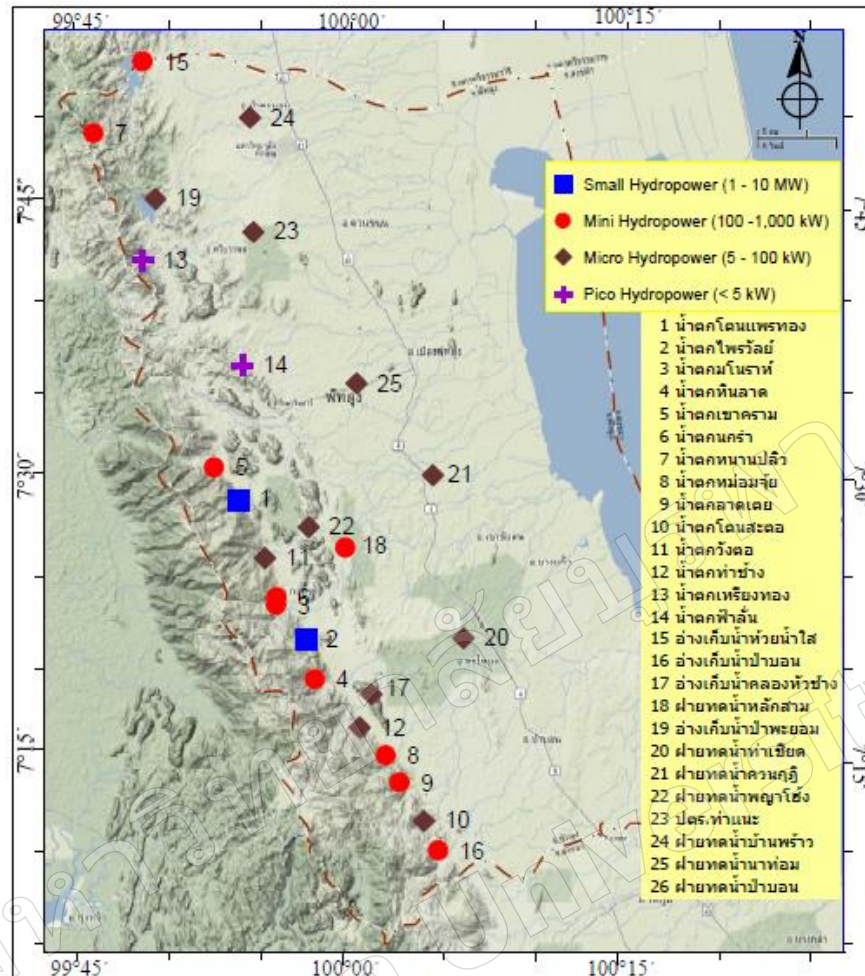 99°45´ 100°00´ 100°15´
N
15
7
24
19
7°45´
23
13
14
25
พัทลุง
5
7°30´
1
21
22
18
11
6
3
2
20
4
17
12
7°15´
8
9
10
16
Small Hydropower (1 - 10 MW)
Mini Hydropower (100 -1,000 kW)
Micro Hydropower (5 - 100 kW)
Pico Hydropower (< 5 kW)
1 น้ำตกโตนแพรทอง
2 น้ำตกไพรวัลย์
3 น้ำตกมโนราห์
4 น้ำตกหินลาด
5 น้ำตกเขาคราม
6 น้ำตกนกรำ
7 น้ำตกหนานปลิว
8 น้ำตกหม่อมจุ้ย
9 น้ำตกลาดเตย
10 น้ำตกโตนสะตอ
11 น้ำตกวังตอ
12 น้ำตกท่าช้าง
13 น้ำตกเหรียงทอง
14 น้ำตกฟ้าลั่น
15 อ่างเก็บน้ำห้วยน้ำใส
16 อ่างเก็บน้ำป่าบอน
17 อ่างเก็บน้ำคลองหัวช้าง
18 ฝายทดน้ำหลักสาม
19 อ่างเก็บน้ำป่าพะยอม
20 ฝายทดน้ำท่าเชียด
21 ฝายทดน้ำควนกุฏิ
22 ฝายทดน้ำพญาโฮ้ง
23 ปตร.ท่าแนะ
24 ฝายทดน้ำบ้านพร้าว
25 ฝายทดน้ำนาท่อม
26 ฝายทดน้ำป่าบอน
99°45´ 100°00´ 100°15´